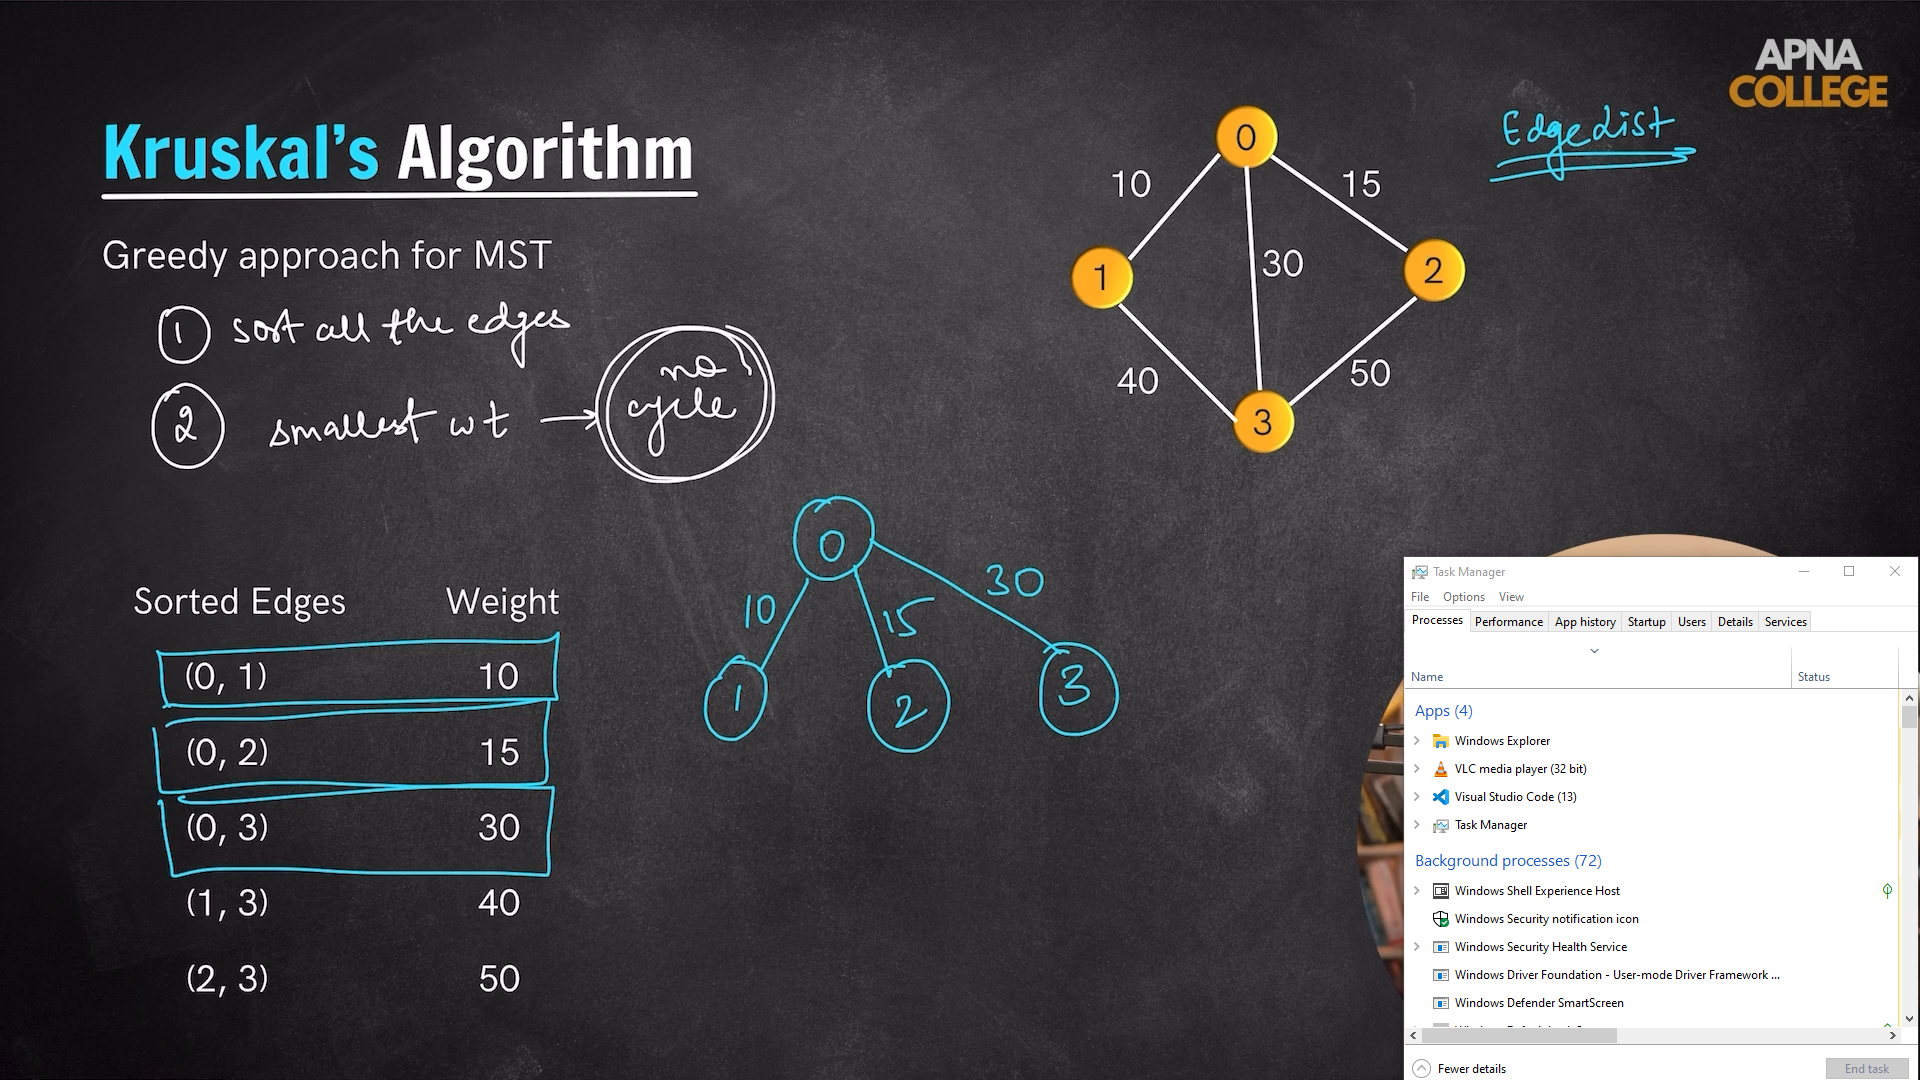 APNA
COLLEGE
Kruskal's Algorithm
Greedy approach for MST
1 sort all the edges
2 smallest wt → no cycle
0
10
15
30
1
2
40
50
3
Edge List
0
10
15
30
1
2
3
Sorted Edges Weight
(0, 1) 10
(0, 2) 15
(0, 3) 30
(1, 3) 40
(2, 3) 50
Task Manager
File Options View
Processes Performance App history Startup Users Details Services
Name Status
Apps (4)
Windows Explorer
VLC media player (32 bit)
Visual Studio Code (13)
Task Manager
Background processes (72)
Windows Shell Experience Host
Windows Security notification icon
Windows Security Health Service
Windows Driver Foundation - User-mode Driver Framework ...
Windows Defender SmartScreen
Fewer details End task